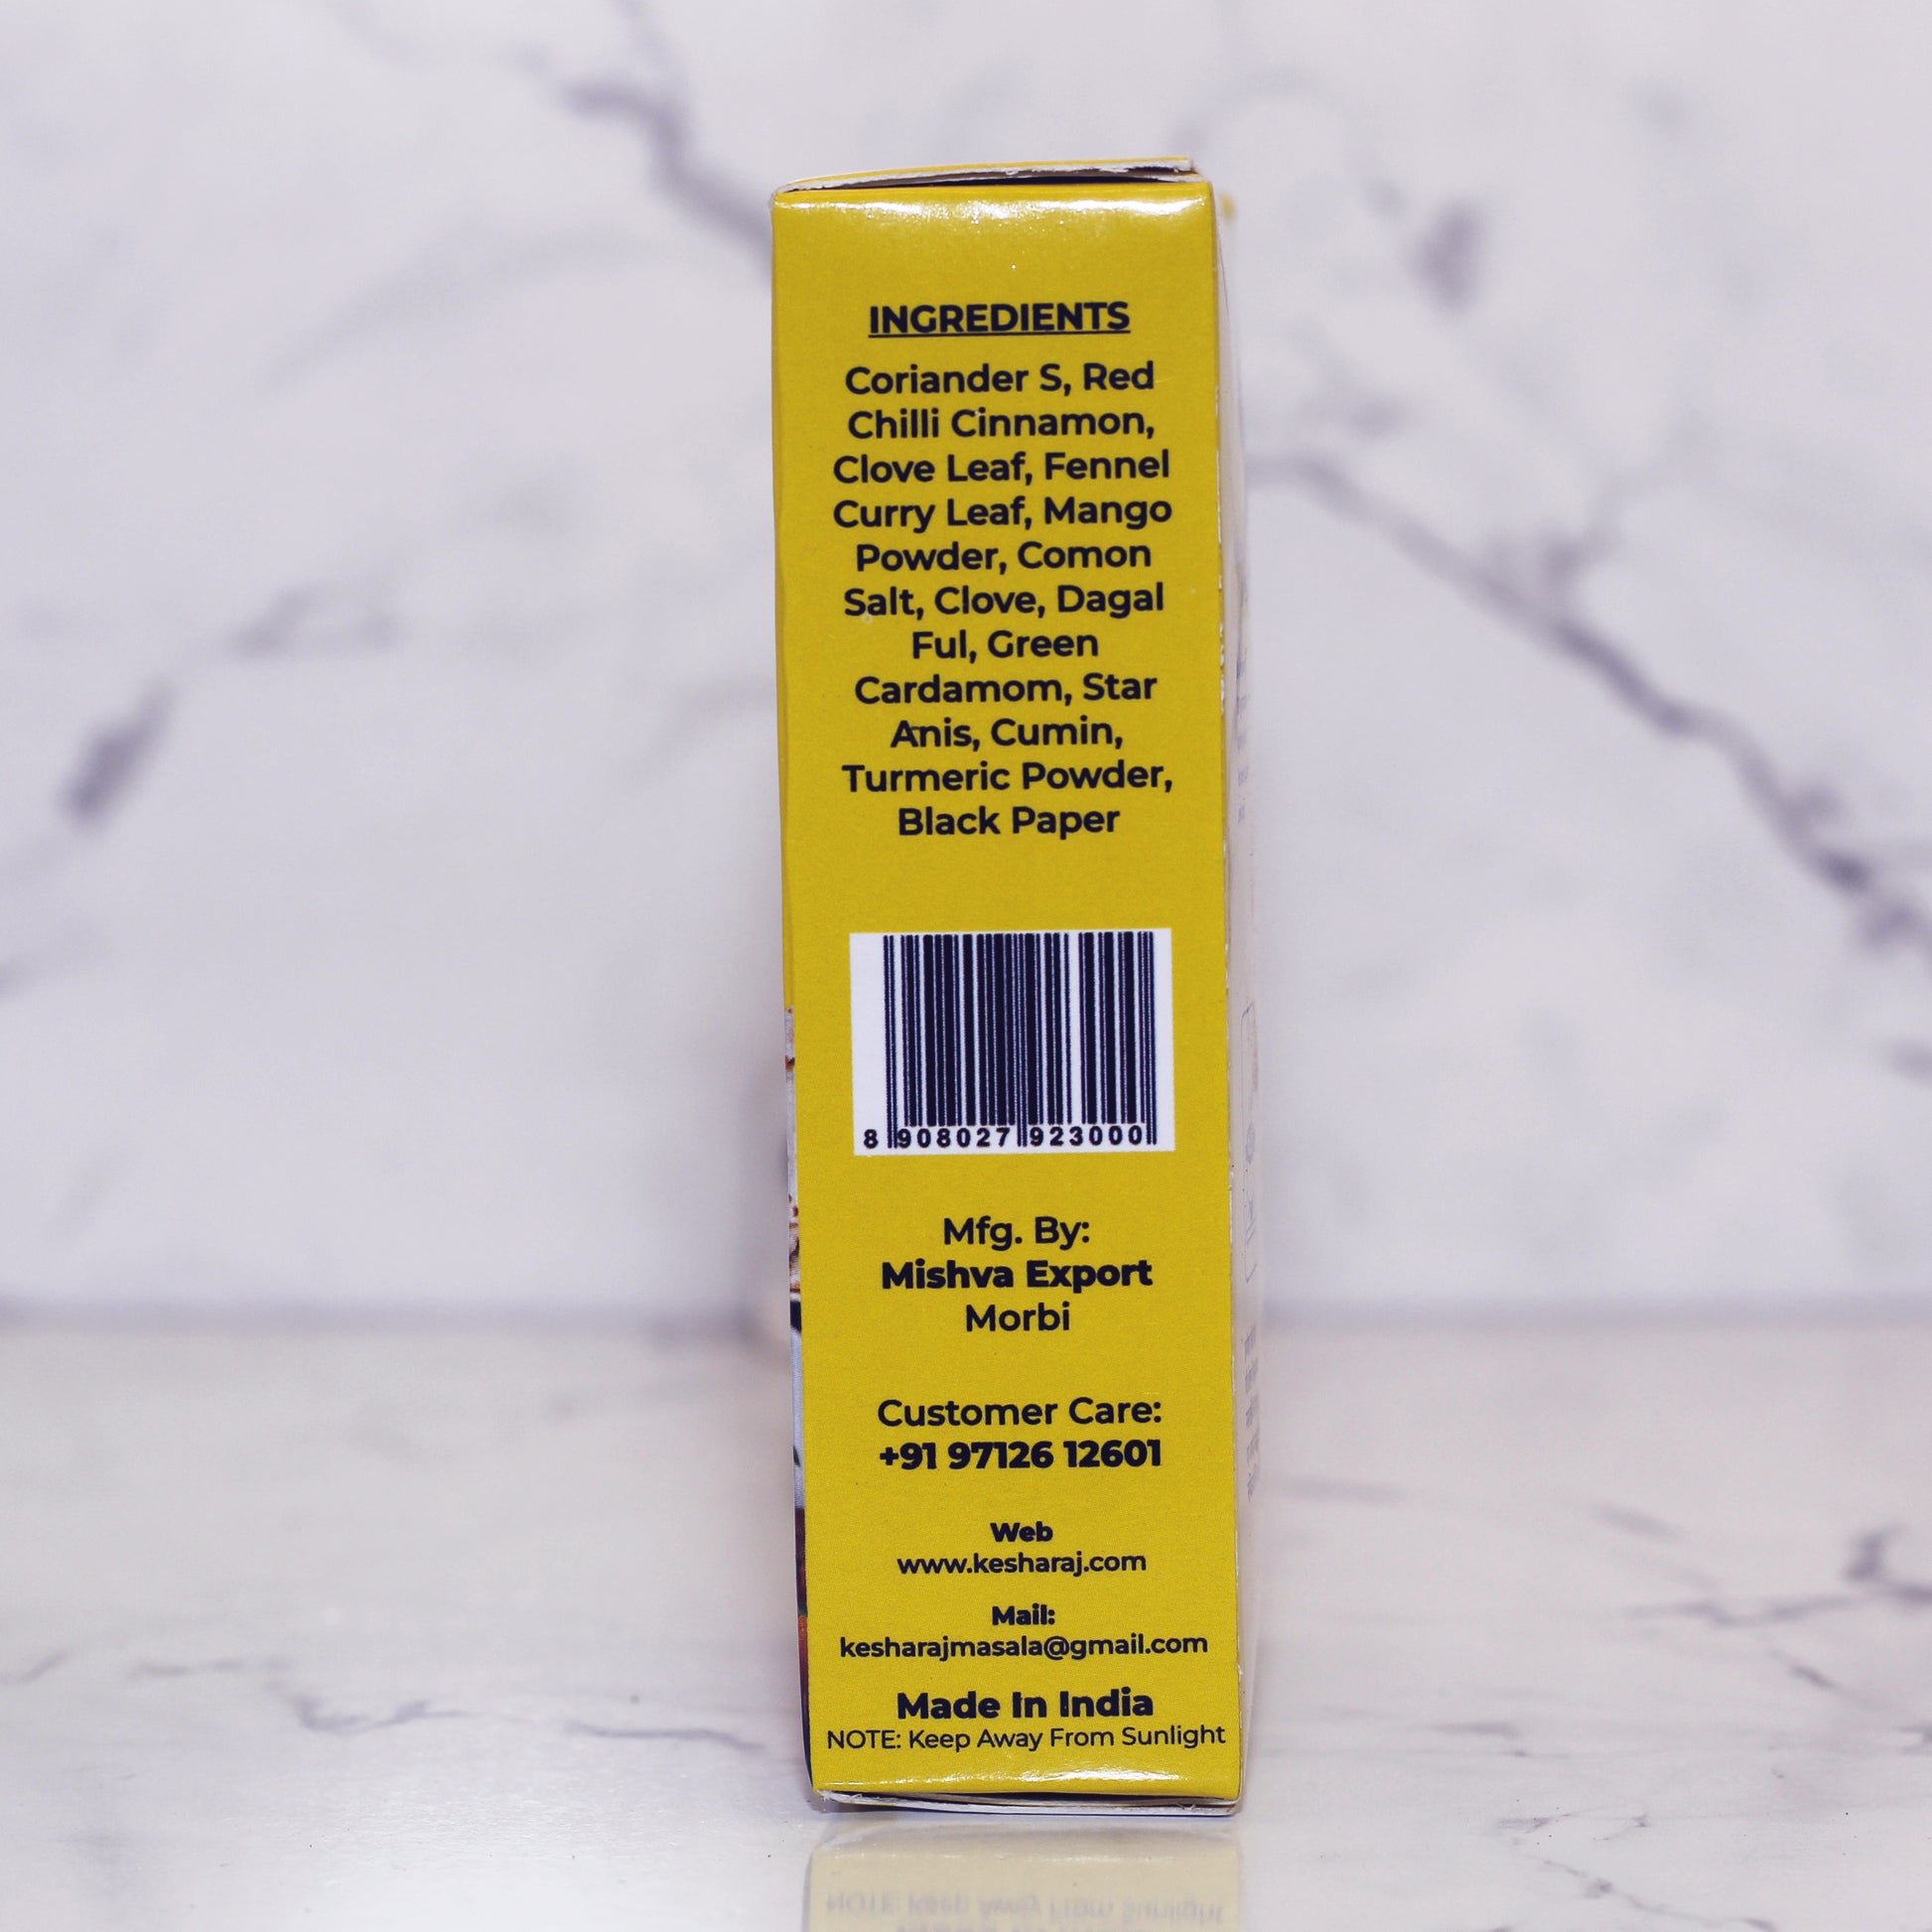 INGREDIENTS
Coriander S, Red
Chilli Cinnamon,
Clove Leaf, Fennel
Curry Leaf, Mango
Powder, Comon
Salt, Clove, Dagal
Ful, Green
Cardamom, Star
Anis, Cumin,
Turmeric Powder,
Black Paper
8 908027 923000
Mfg. By:
Mishva Export
Morbi
Customer Care:
+91 97126 12601
Web
www.kesharaj.com
Mail:
kesharajmasala@gmail.com
Made In India
NOTE: Keep Away From Sunlight